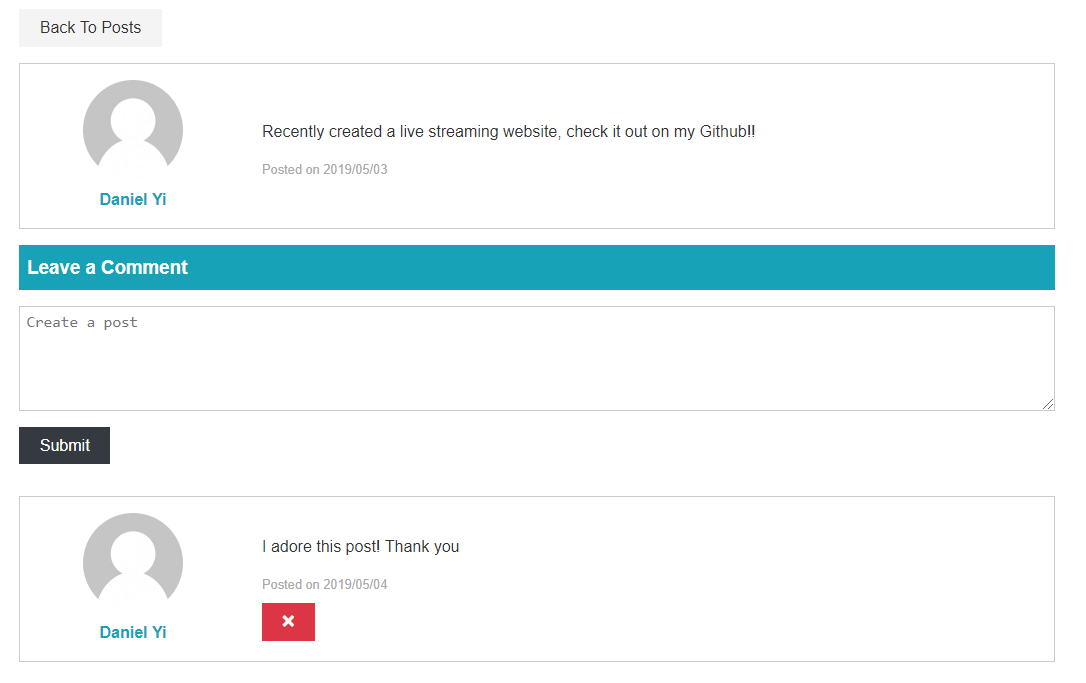 Back To Posts
Recently created a live streaming website, check it out on my Github!!
Posted on 2019/05/03
Daniel Yi
Leave a Comment
Create a post
Submit
I adore this post! Thank you
Posted on 2019/05/04
Daniel Yi